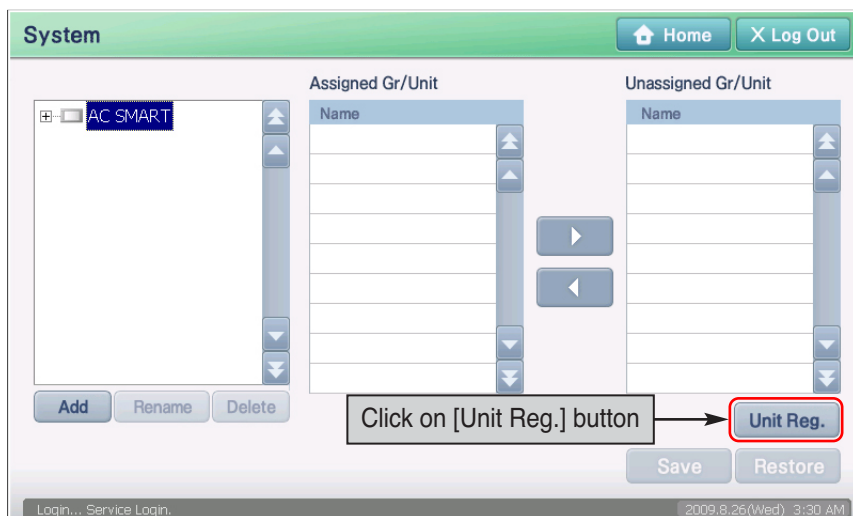 System
Home
X Log Out
AC SMART
Assigned Gr/Unit
Name
Unassigned Gr/Unit
Name
Add
Rename
Delete
Click on [Unit Reg.] button
Unit Reg.
Save
Restore
Login... Service Login.
2009.8.26(Wed) 3:30 AM